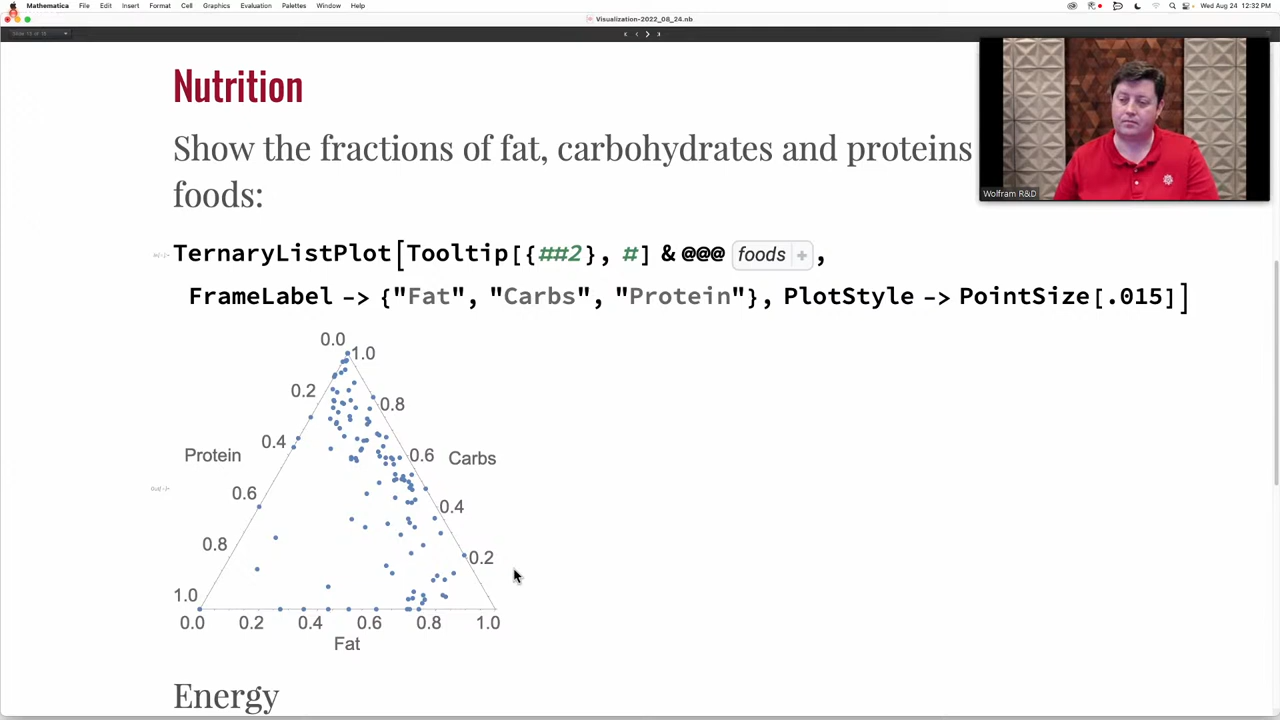 Mathematica File Edit Insert Format Cell Graphics Evaluation Palettes Window Help Wed Aug 24 12:32 PM
Visualization-2022_08_24.nb
Slide 15 of 18
Nutrition
Show the fractions of fat, carbohydrates and proteins
foods:
TernaryListPlot[Tooltip[{##2}, #] & @@@ foods +,
FrameLabel -> {"Fat", "Carbs", "Protein"}, PlotStyle -> PointSize[.015]]
Wolfram R&D
0.0 1.0
0.2 0.8
0.4 0.6
Protein Carbs
0.6 0.4
0.8 0.2
1.0
0.0 0.2 0.4 0.6 0.8 1.0
Fat
Energy